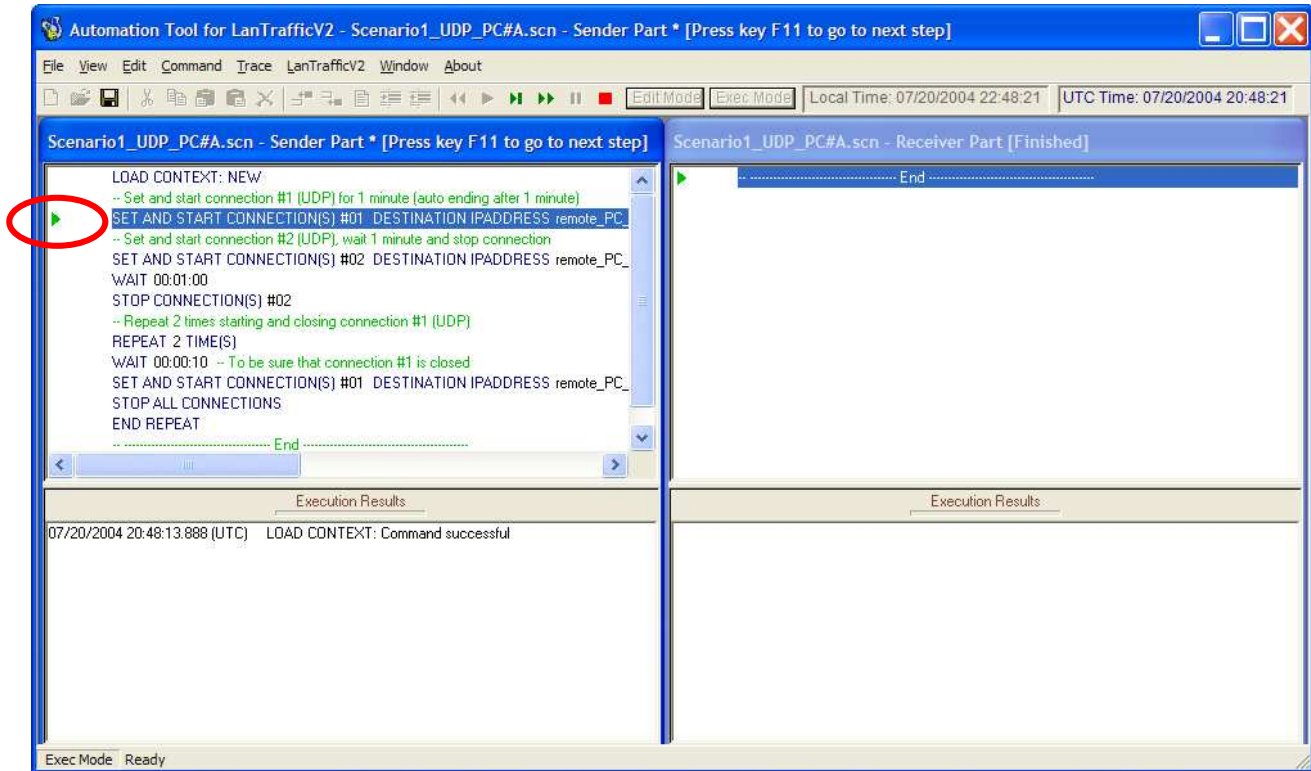 Automation Tool for LanTrafficV2 - Scenario1_UDP_PC#A.scn - Sender Part * [Press key F11 to go to next step]
File View Edit Command Trace LanTrafficV2 Window About
Edit Mode Exec Mode Local Time: 07/20/2004 22:48:21 UTC Time: 07/20/2004 20:48:21
Scenario1_UDP_PC#A.scn - Sender Part * [Press key F11 to go to next step]
LOAD CONTEXT: NEW
-- Set and start connection #1 (UDP) for 1 minute (auto ending after 1 minute)
SET AND START CONNECTION(S) #01 DESTINATION IPADDRESS remote_PC_
-- Set and start connection #2 (UDP), wait 1 minute and stop connection
SET AND START CONNECTION(S) #02 DESTINATION IPADDRESS remote_PC_
WAIT 00:01:00
STOP CONNECTION(S) #02
-- Repeat 2 times starting and closing connection #1 (UDP)
REPEAT 2 TIME(S)
WAIT 00:00:10 -- To be sure that connection #1 is closed
SET AND START CONNECTION(S) #01 DESTINATION IPADDRESS remote_PC_
STOP ALL CONNECTIONS
END REPEAT
-- -------------------------------------- End ------------------------------------------
Execution Results
07/20/2004 20:48:13.888 (UTC) LOAD CONTEXT: Command successful
Scenario1_UDP_PC#A.scn - Receiver Part [Finished]
-- -------------------------------------- End ------------------------------------------
Execution Results
Exec Mode Ready